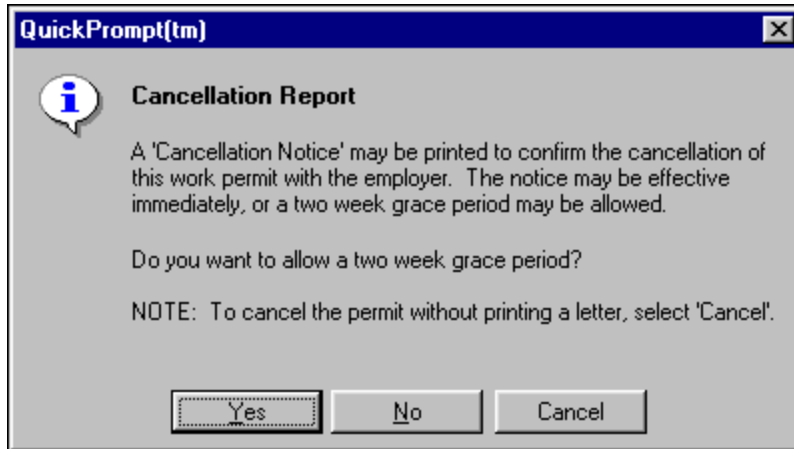 QuickPrompt(tm)
Cancellation Report
A 'Cancellation Notice' may be printed to confirm the cancellation of
this work permit with the employer.  The notice may be effective
immediately, or a two week grace period may be allowed.
Do you want to allow a two week grace period?
NOTE:  To cancel the permit without printing a letter, select 'Cancel'.
Yes No Cancel